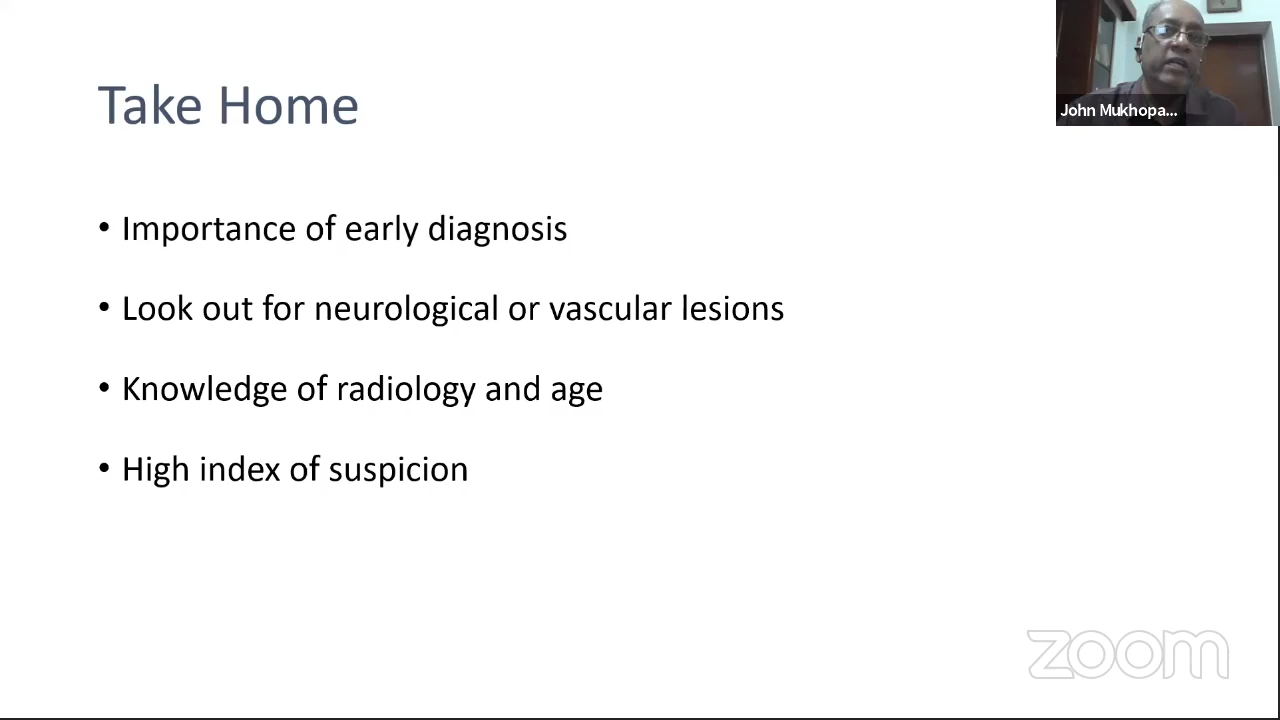 Take Home
John Mukhopa...
• Importance of early diagnosis
• Look out for neurological or vascular lesions
• Knowledge of radiology and age
• High index of suspicion
zoom